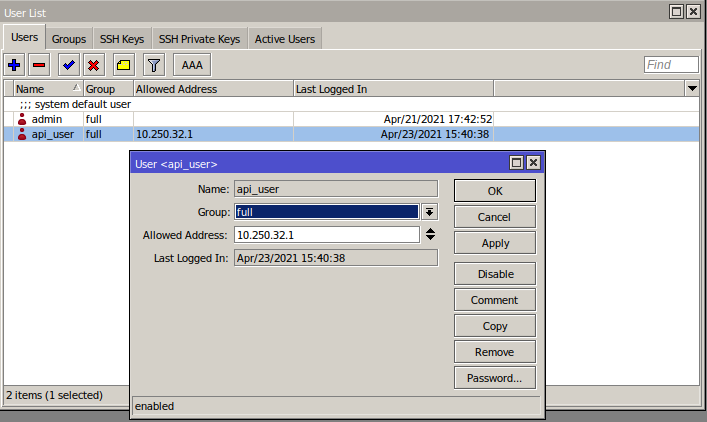 User List
Users Groups SSH Keys SSH Private Keys Active Users
AAA Find
Name Group Allowed Address Last Logged In
;;; system default user
admin full Apr/21/2021 17:42:52
api_user full 10.250.32.1 Apr/23/2021 15:40:38
User <api_user>
Name: api_user OK
Group: full Cancel
Allowed Address: 10.250.32.1 Apply
Last Logged In: Apr/23/2021 15:40:38
Disable
Comment
Copy
Remove
Password...
2 items (1 selected)
enabled